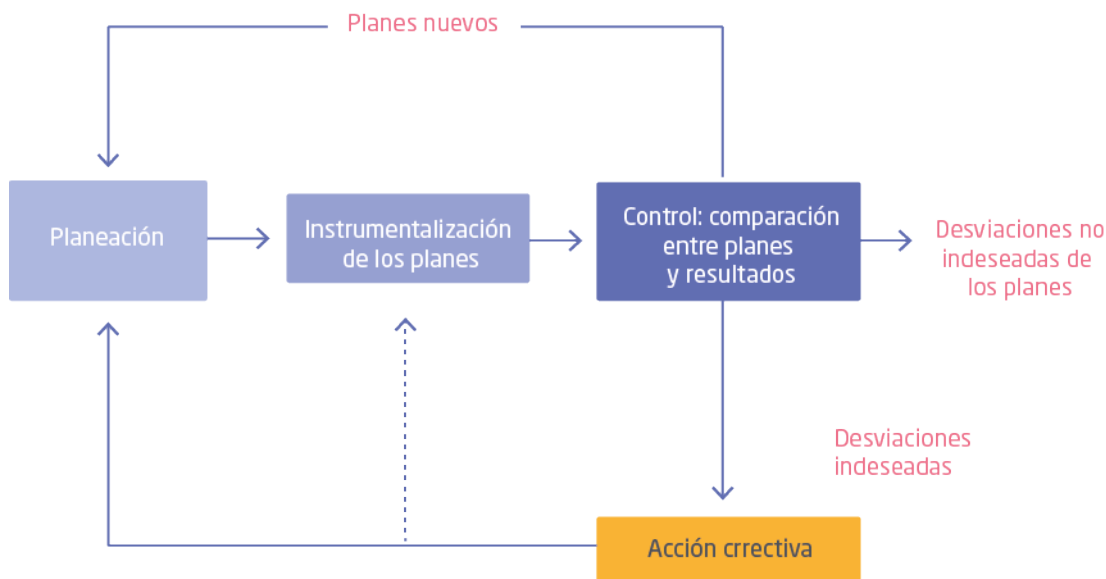 Planes nuevos
Planeación
Instrumentalización
de los planes
Control: comparación
entre planes
y resultados
Desviaciones no
indeseadas de
los planes
Desviaciones
indeseadas
Acción crrectiva